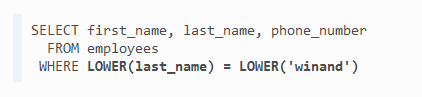 SELECT first_name, last_name, phone_number
FROM employees
WHERE LOWER(last_name) = LOWER('winand')